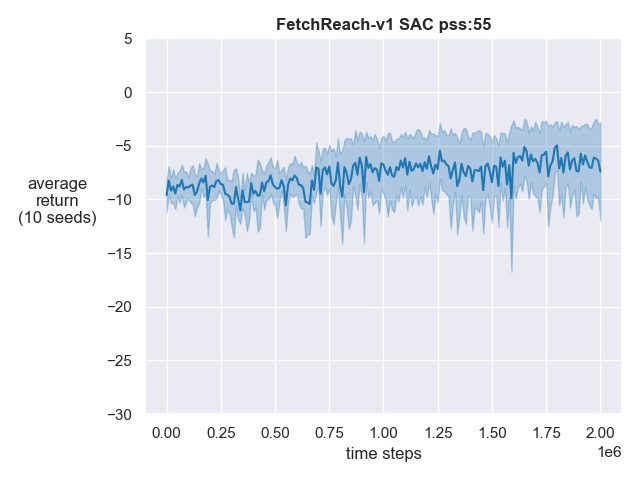 FetchReach-v1 SAC pss:55
5
0
−5
−10
−15
−20
−25
−30
average
return
(10 seeds)
0.00 0.25 0.50 0.75 1.00 1.25 1.50 1.75 2.00
time steps
1e6